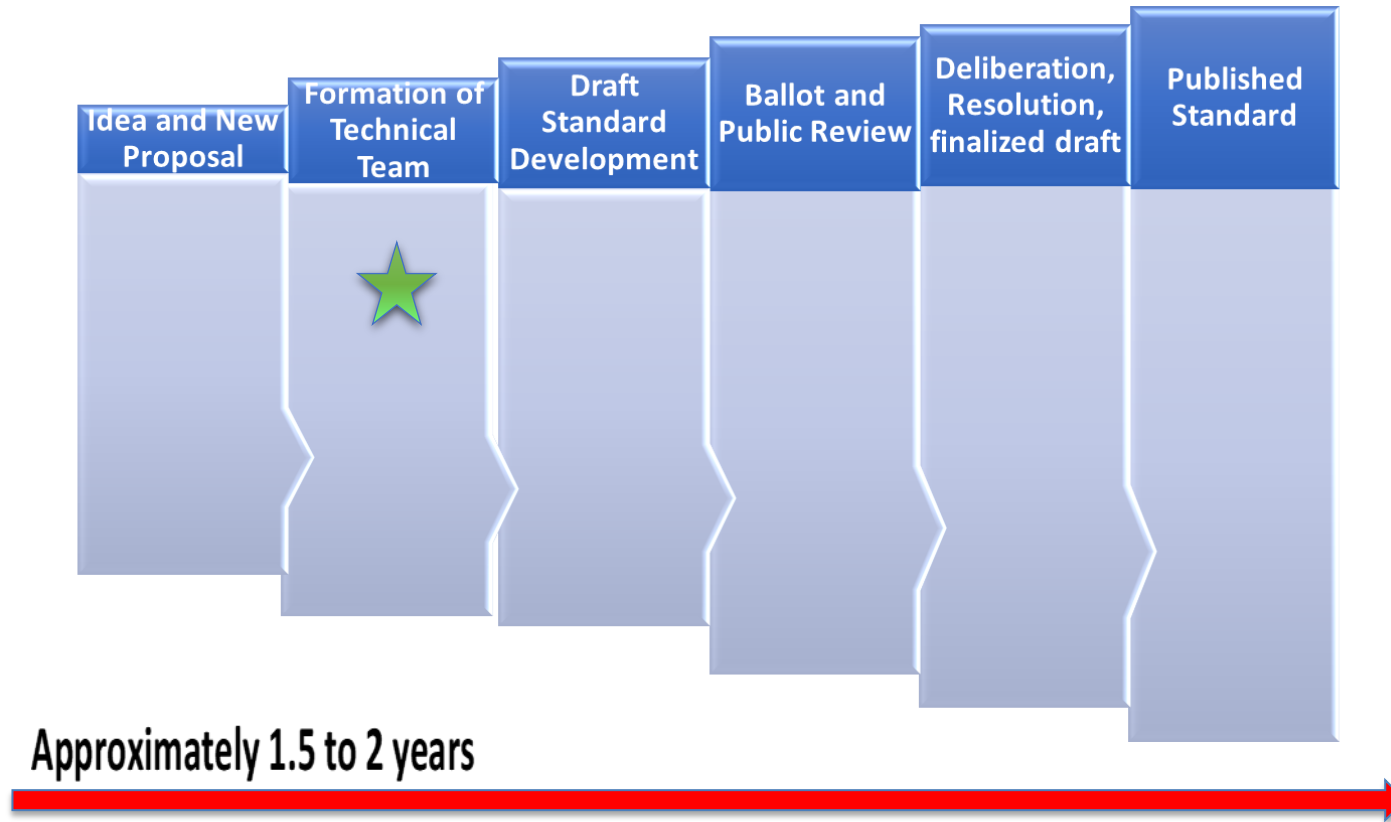 Idea and New
Proposal
Formation of
Technical
Team
Draft
Standard
Development
Ballot and
Public Review
Deliberation,
Resolution,
finalized draft
Published
Standard
Approximately 1.5 to 2 years